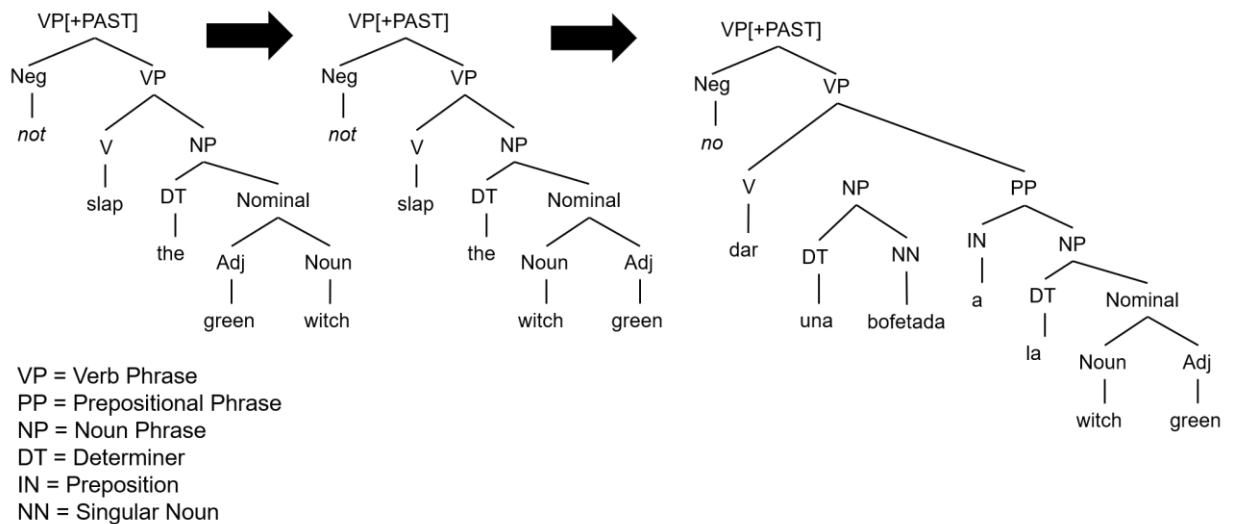 VP[+PAST]
Neg VP
not
V NP
slap DT Nominal
the Adj Noun
green witch
VP[+PAST]
Neg VP
not
V NP
slap DT Nominal
the Noun Adj
witch green
VP[+PAST]
Neg VP
no
V NP PP
dar DT NN IN NP
una bofetada a DT Nominal
la Noun Adj
witch green
VP = Verb Phrase
PP = Prepositional Phrase
NP = Noun Phrase
DT = Determiner
IN = Preposition
NN = Singular Noun